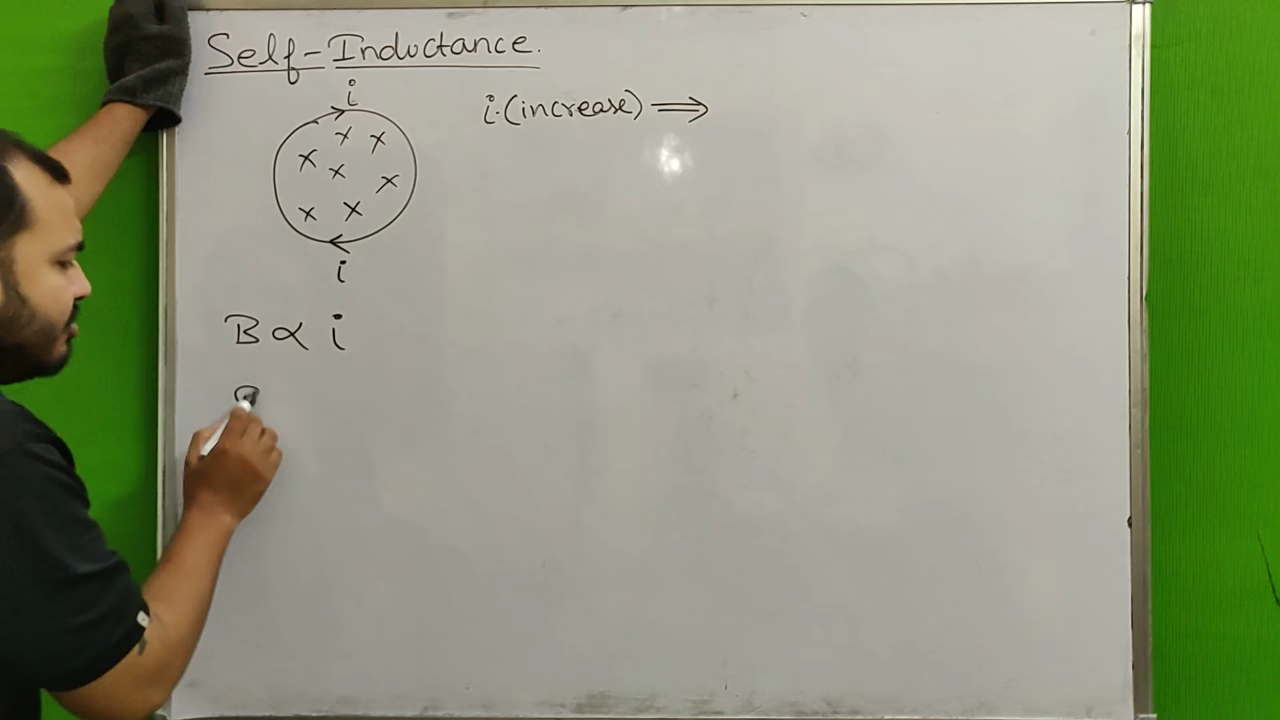 Self-Inductance.
i
i.(increase) ⇒
x x
x x x
x x
i
B ∝ i